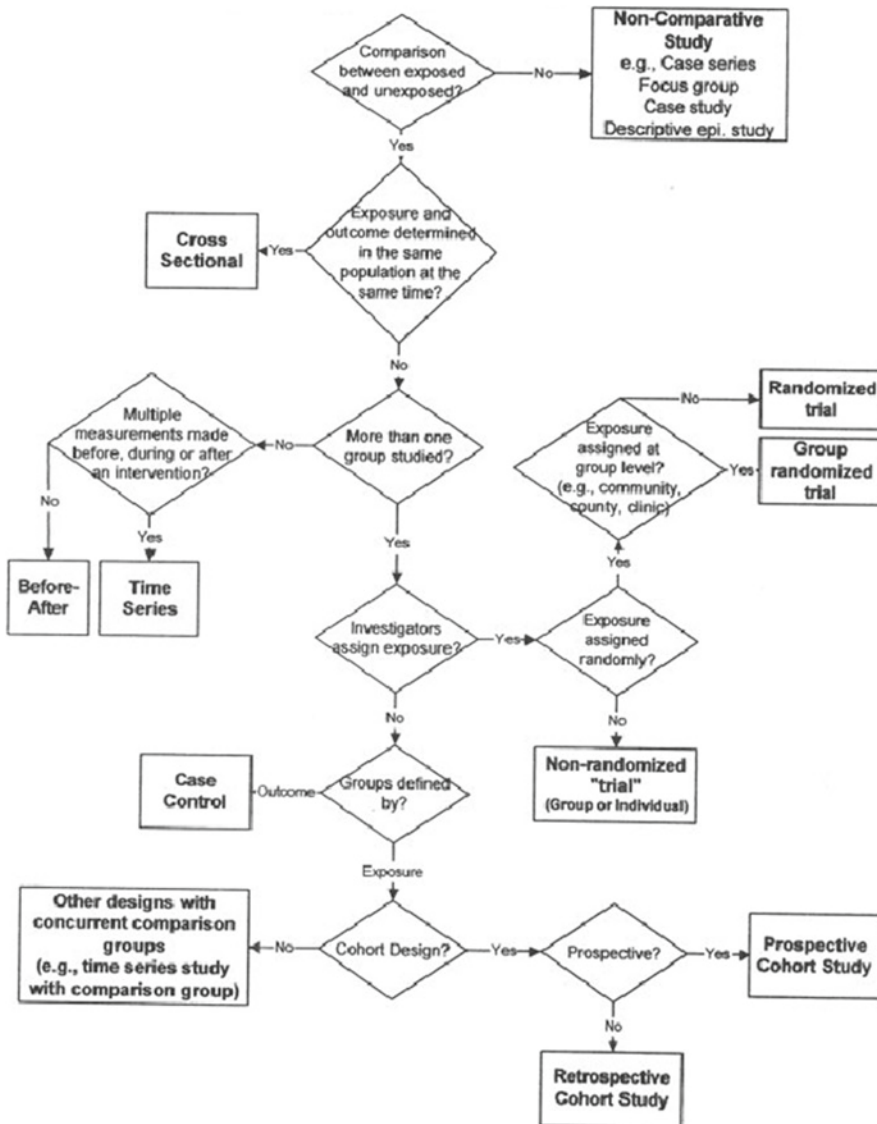 Comparison
between exposed
and unexposed?
No
Non-Comparative
Study
e.g., Case series
Focus group
Case study
Descriptive epi. study
Yes
Exposure and
outcome determined
in the same
population at the
same time?
Yes
Cross
Sectional
No
More than one
group studied?
No
Multiple
measurements made
before, during or after
an intervention?
No
Before-
After
Yes
Time
Series
Yes
Investigators
assign exposure?
Yes
Exposure
assigned
randomly?
Yes
Exposure
assigned at
group level?
(e.g., community,
county, clinic)
No
Randomized
trial
Yes
Group
randomized
trial
No
Non-randomized
"trial"
(Group or Individual)
No
Groups defined
by?
Outcome
Case
Control
Exposure
Cohort Design?
No
Other designs with
concurrent comparison
groups
(e.g., time series study
with comparison group)
Yes
Prospective?
Yes
Prospective
Cohort Study
No
Retrospective
Cohort Study